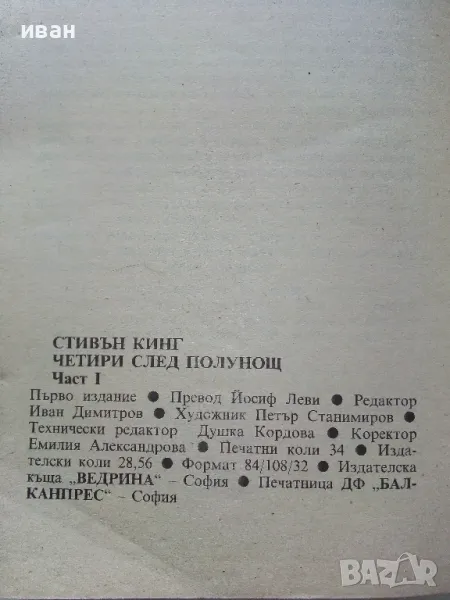 иван
СТИВЪН КИНГ
ЧЕТИРИ СЛЕД ПОЛУНОЩ
Част I
Първо издание ● Превод Йосиф Леви ● Редактор
Иван Димитров ● Художник Петър Станимиров ●
Технически редактор Душка Кордова ● Коректор
Емилия Александрова ● Печатни коли 34 ● Изда-
телски коли 28,56 ● Формат 84/108/32 ● Издателска
къща „ВЕДРИНА" – София ● Печатница ДФ „БАЛ-
КАНПРЕС" – София
BAZAR